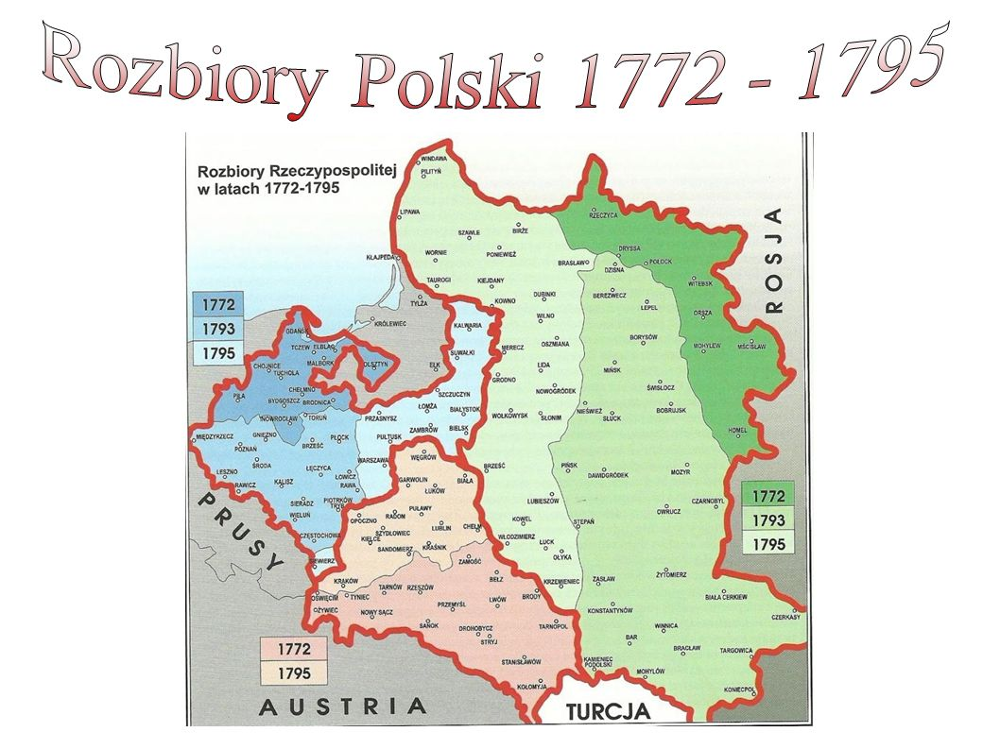 Rozbiory Polski 1772 - 1795
Rozbiory Rzeczypospolitej
w latach 1772-1795
WINDAWA
PILITYŃ
LIPAWA
RZECZYCA
SZAWLE
BIRŻE
DRYSSA
KŁAJPEDA
WORNIE
PONIEWIEŻ
BRASŁAW
DZISNA
POŁOCK
TAUROGI
KIEJDANY
WITEBSK
ROSJA
1772
1793
1795
TYLŻA
KOWNO
DUBINKI
BEREZWECZ
WILNO
LEPEL
ORSZA
KRÓLEWIEC
KALWARIA
GDAŃSK
TCZEW
ELBLĄG
MALBORK
OLSZTYN
EŁK
SUWAŁKI
MERECZ
OSZMIANA
BORYSÓW
MOHYLEW
MŚCISŁAW
CHOJNICE
TUCHOLA
LIDA
MIŃSK
PIŁA
CHEŁMNO
BYDGOSZCZ
BRODNICA
SZCZUCZYN
GRODNO
NOWOGRÓDEK
ŚWISŁOCZ
INOWROCŁAW
TORUŃ
PRZASNYSZ
ŁOMŻA
BIAŁYSTOK
WOŁKOWYSK
SŁONIM
NIEŚWIEŻ
SŁUCK
BOBRUJSK
MIĘDZYRZECZ
GNIEZNO
POZNAŃ
BRZEŚĆ
PŁOCK
PUŁTUSK
ZAMBRÓW
BIELSK
HOMEL
LESZNO
ŚRODA
ŁĘCZYCA
ŁOWICZ
WARSZAWA
WĘGRÓW
BRZEŚĆ
PIŃSK
DAWIDGRÓDEK
MOZYR
RAWICZ
KALISZ
RAWA
GARWOLIN
ŁUKÓW
BIAŁA
SIERADZ
PIOTRKÓW
TRYB
WIELUŃ
OPOCZNO
RADOM
PUŁAWY
LUBLIN
CHEŁM
LUBIESZÓW
OWRUCZ
CZARNOBYL
1772
1793
1795
PRUSY
CZĘSTOCHOWA
KIELCE
SZYDŁOWIEC
SANDOMIERZ
KRAŚNIK
KOWEL
WŁODZIMIERZ
STEPAŃ
ŁUCK
OŁYKA
SIEWIERZ
ZAMOŚĆ
KRAKÓW
OŚWIĘCIM
TYNIEC
TARNÓW
RZESZÓW
BEŁZ
KRZEMIENIEC
ZASŁAW
ŻYTOMIERZ
BIAŁA CERKIEW
ŻYWIEC
NOWY SĄCZ
PRZEMYŚL
LWÓW
BRODY
KONSTANTYNÓW
CZERKASY
SANOK
DROHOBYCZ
STRYJ
TARNOPOL
BAR
WINNICA
BRACŁAW
TARGOWICA
1772
1795
STANISŁAWÓW
KAMIENIEC
PODOLSKI
MOHYLÓW
KOŁOMYJA
KONIECPOL
AUSTRIA
TURCJA